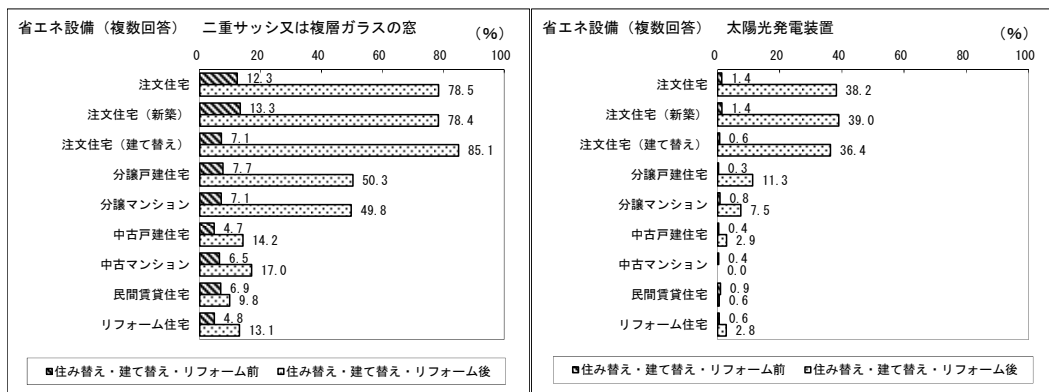 省エネ設備（複数回答）　二重サッシ又は複層ガラスの窓
（％）
0 20 40 60 80 100
注文住宅 12.3 78.5
注文住宅（新築） 13.3 78.4
注文住宅（建て替え） 7.1 85.1
分譲戸建住宅 7.7 50.3
分譲マンション 7.1 49.8
中古戸建住宅 4.7 14.2
中古マンション 6.5 17.0
民間賃貸住宅 6.9 9.8
リフォーム住宅 4.8 13.1
住み替え・建て替え・リフォーム前 住み替え・建て替え・リフォーム後
省エネ設備（複数回答）　太陽光発電装置
（％）
0 20 40 60 80 100
注文住宅 1.4 38.2
注文住宅（新築） 1.4 39.0
注文住宅（建て替え） 0.6 36.4
分譲戸建住宅 0.3 11.3
分譲マンション 0.8 7.5
中古戸建住宅 0.4 2.9
中古マンション 0.4 0.0
民間賃貸住宅 0.9 0.6
リフォーム住宅 0.6 2.8
住み替え・建て替え・リフォーム前 住み替え・建て替え・リフォーム後